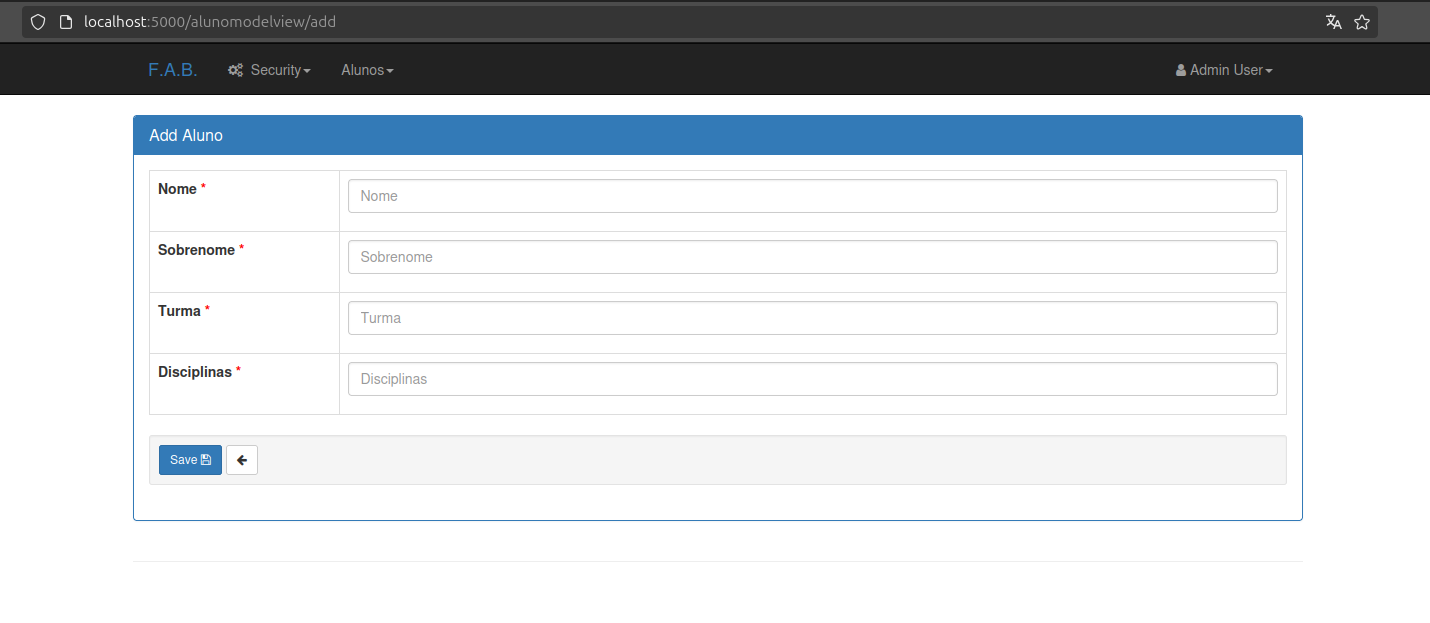 localhost:5000/alunomodelview/add
F.A.B. Security Alunos Admin User
Add Aluno
Nome * Nome
Sobrenome * Sobrenome
Turma * Turma
Disciplinas * Disciplinas
Save